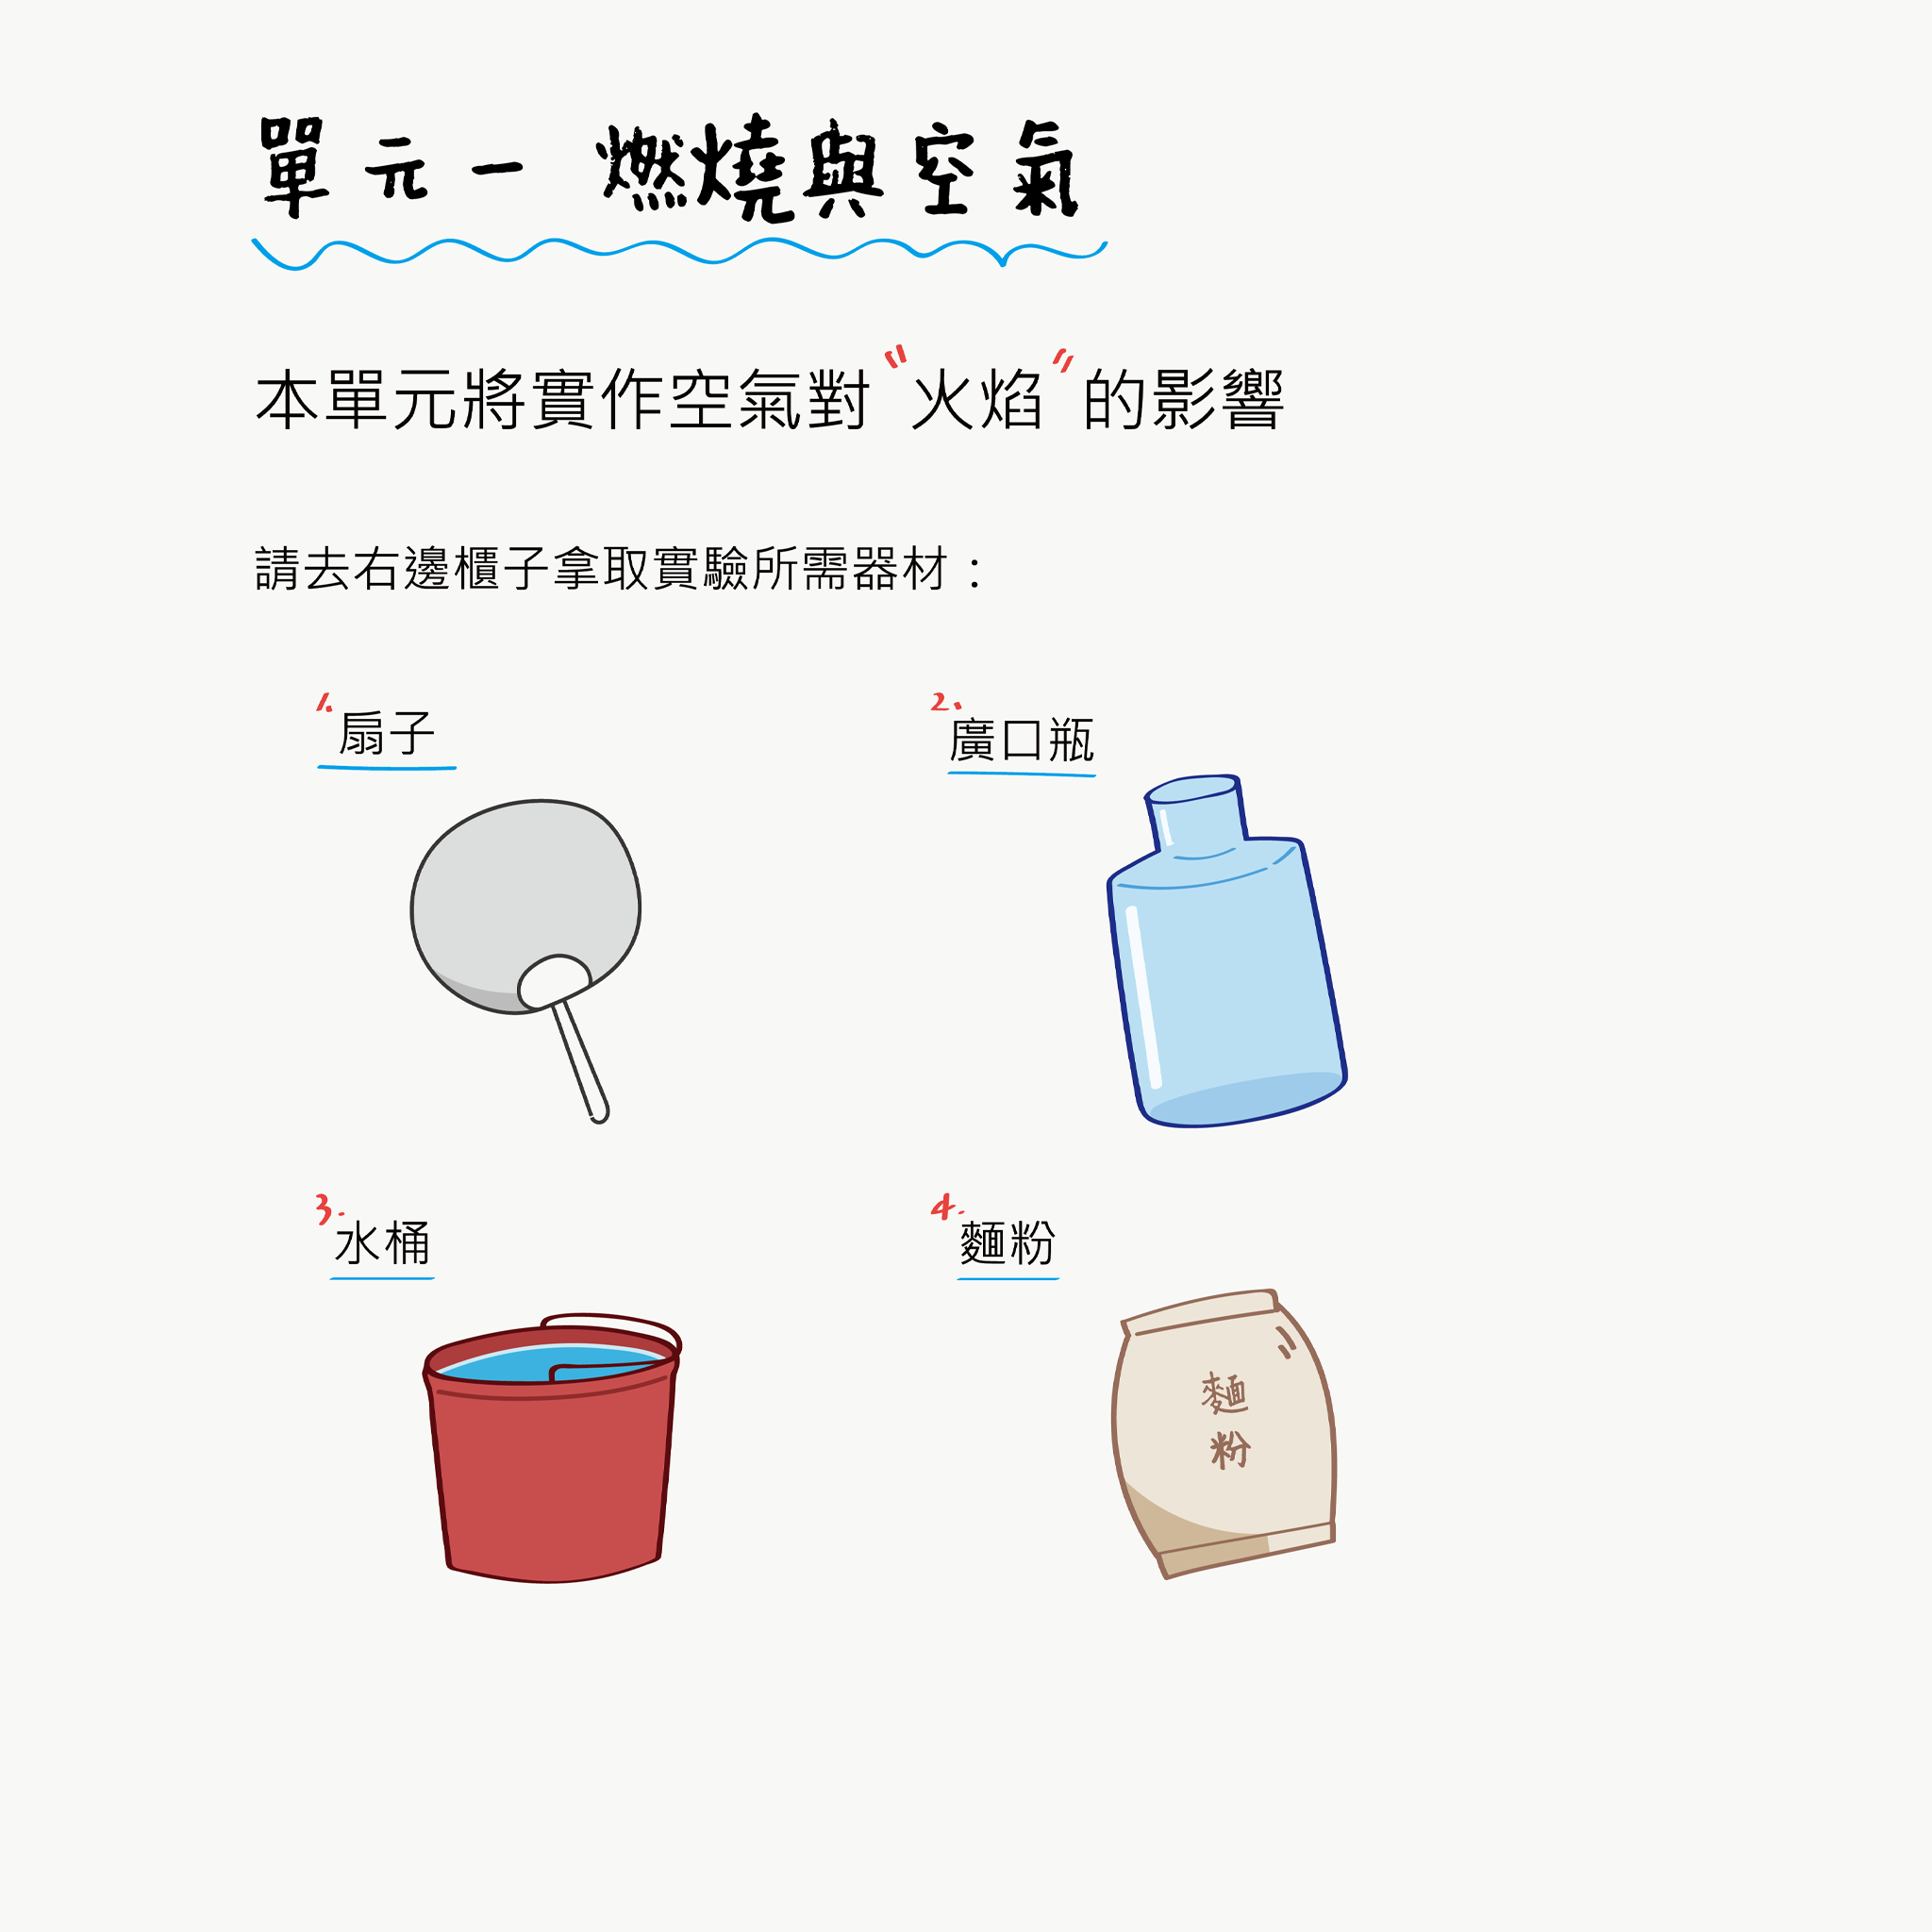 單元一 燃燒與空氣
本單元將實作空氣對"火焰"的影響
請去右邊櫃子拿取實驗所需器材：
1. 扇子
2. 廣口瓶
3. 水桶
4. 麵粉
麵
粉